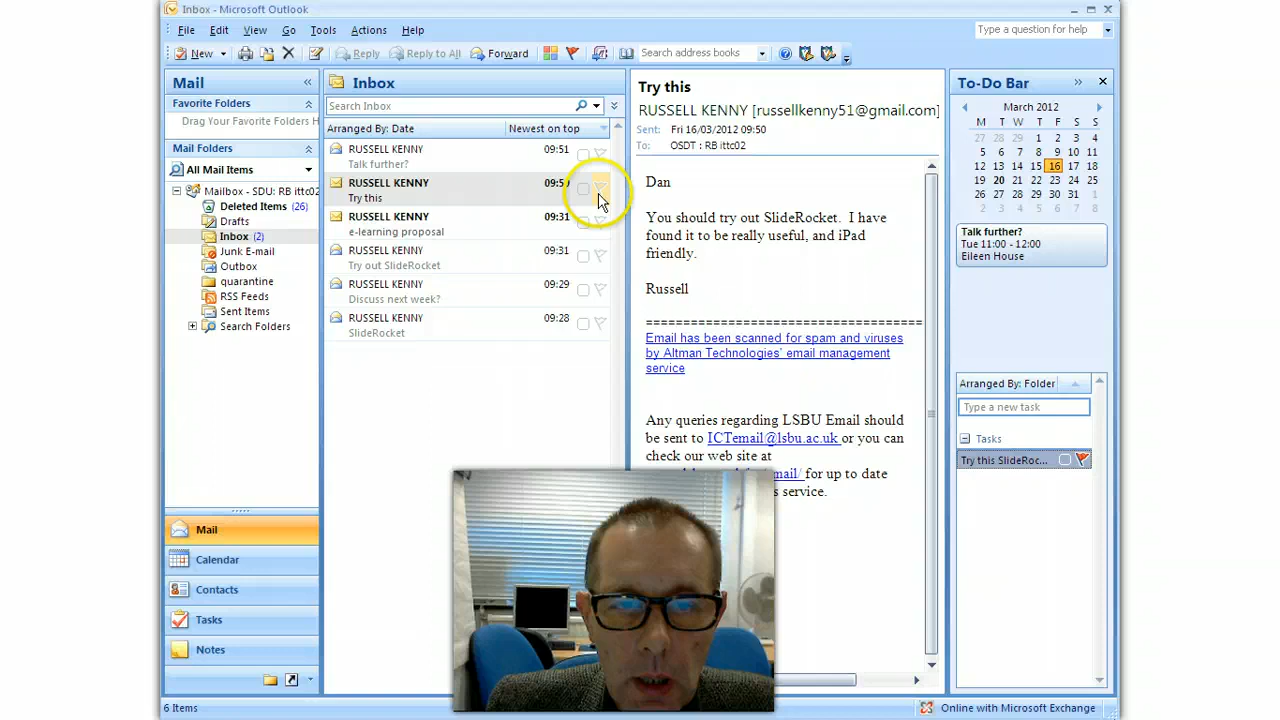 Inbox - Microsoft Outlook
File Edit View Go Tools Actions Help
Type a question for help
New Reply Reply to All Forward Search address books
Mail
Favorite Folders
Drag Your Favorite Folders H
Mail Folders
All Mail Items
Mailbox - SDU: RB ittc02
Deleted Items (26)
Drafts
Inbox (2)
Junk E-mail
Outbox
quarantine
RSS Feeds
Sent Items
Search Folders
Mail
Calendar
Contacts
Tasks
Notes
Inbox
Search Inbox
Arranged By: Date Newest on top
RUSSELL KENNY 09:51
Talk further?
RUSSELL KENNY 09:50
Try this
RUSSELL KENNY 09:31
e-learning proposal
RUSSELL KENNY 09:31
Try out SlideRocket
RUSSELL KENNY 09:29
Discuss next week?
RUSSELL KENNY 09:28
SlideRocket
Try this
RUSSELL KENNY [russellkenny51@gmail.com]
Sent: Fri 16/03/2012 09:50
To: OSDT : RB ittc02
Dan
You should try out SlideRocket. I have
found it to be really useful, and iPad
friendly.
Russell
Email has been scanned for spam and viruses
by Altman Technologies' email management
service
Any queries regarding LSBU Email should
be sent to ICTemail@lsbu.ac.uk or you can
check our web site at
mail/ for up to date
service.
To-Do Bar
March 2012
M T W T F S S
27 28 29 1 2 3 4
5 6 7 8 9 10 11
12 13 14 15 16 17 18
19 20 21 22 23 24 25
26 27 28 29 30 31 1
2 3 4 5 6 7 8
Talk further?
Tue 11:00 - 12:00
Eileen House
Arranged By: Folder
Type a new task
Tasks
Try this SlideRoc...
6 Items
Online with Microsoft Exchange